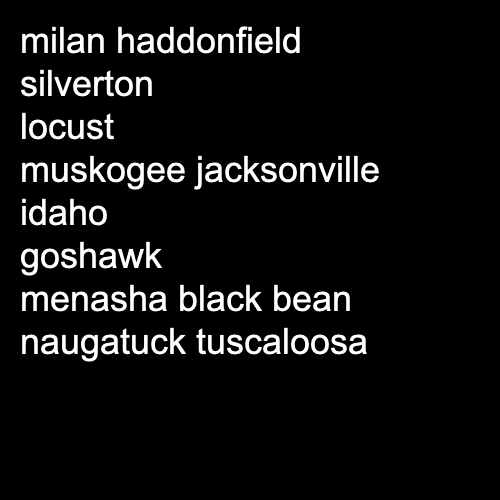 milan haddonfield
silverton
locust
muskogee jacksonville
idaho
goshawk
menasha black bean
naugatuck tuscaloosa